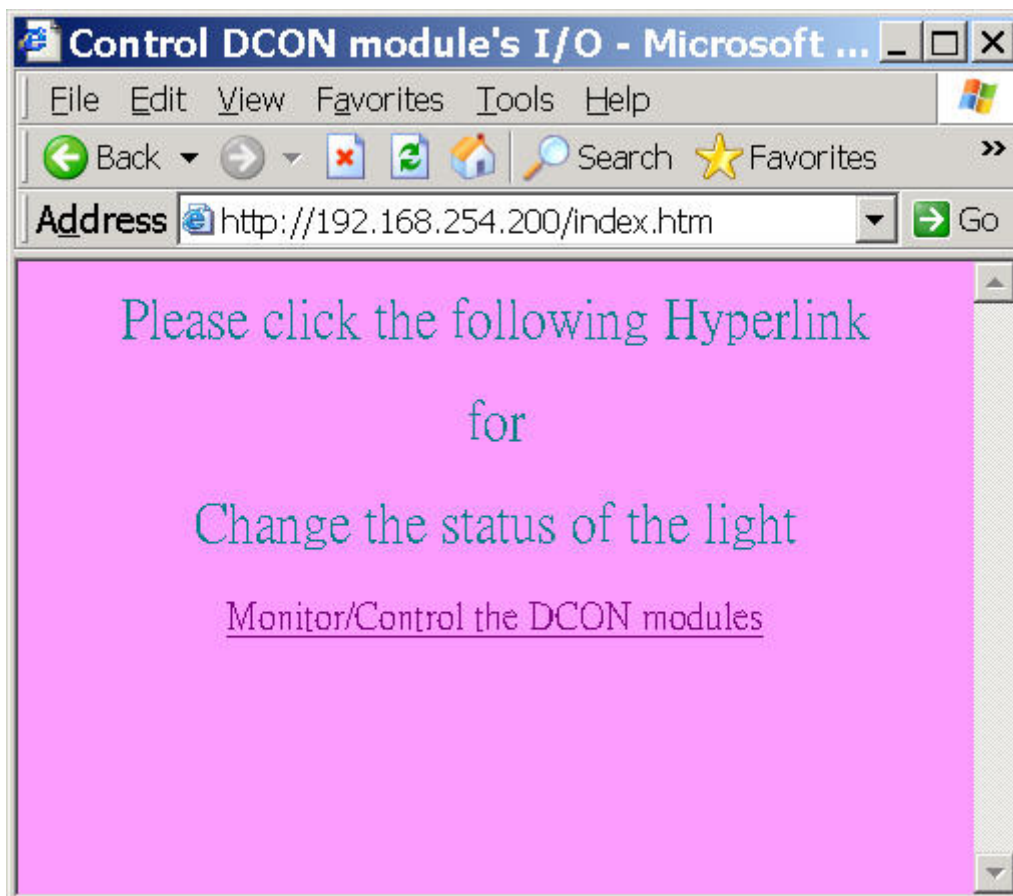 Control DCON module's I/O - Microsoft ...
File Edit View Favorites Tools Help
Back Search Favorites »
Address http://192.168.254.200/index.htm Go
Please click the following Hyperlink
for
Change the status of the light
Monitor/Control the DCON modules